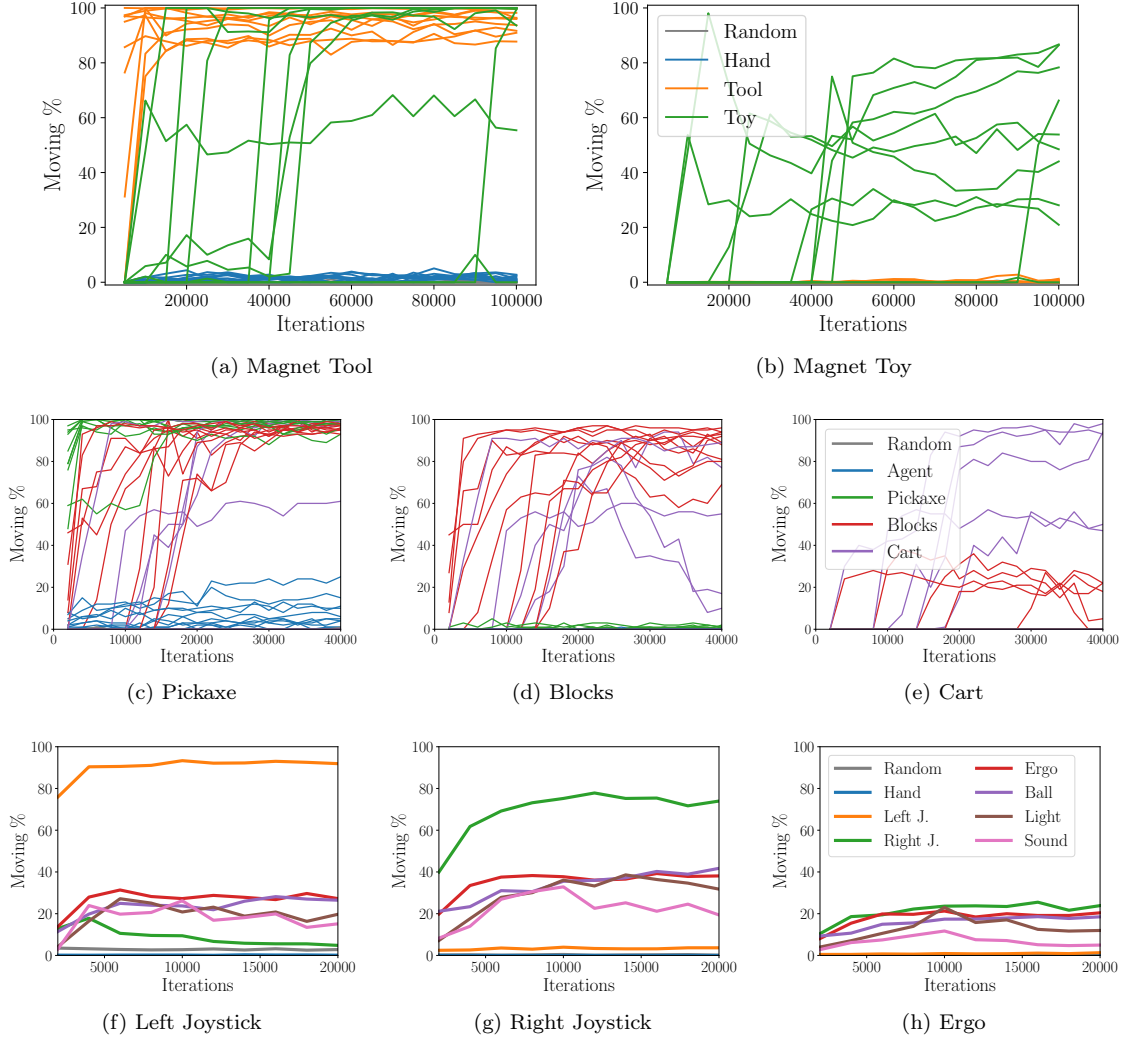 100
80
60
40
20
0
Moving %
20000 40000 60000 80000 100000
Iterations
(a) Magnet Tool
100
80
60
40
20
0
Moving %
Random
Hand
Tool
Toy
20000 40000 60000 80000 100000
Iterations
(b) Magnet Toy
100
80
60
40
20
0
Moving %
0 10000 20000 30000 40000
Iterations
(c) Pickaxe
100
80
60
40
20
0
Moving %
0 10000 20000 30000 40000
Iterations
(d) Blocks
100
80
60
40
20
0
Moving %
Random
Agent
Pickaxe
Blocks
Cart
0 10000 20000 30000 40000
Iterations
(e) Cart
100
80
60
40
20
0
Moving %
5000 10000 15000 20000
Iterations
(f) Left Joystick
100
80
60
40
20
0
Moving %
5000 10000 15000 20000
Iterations
(g) Right Joystick
100
80
60
40
20
0
Moving %
Random Ergo
Hand Ball
Left J. Light
Right J. Sound
5000 10000 15000 20000
Iterations
(h) Ergo